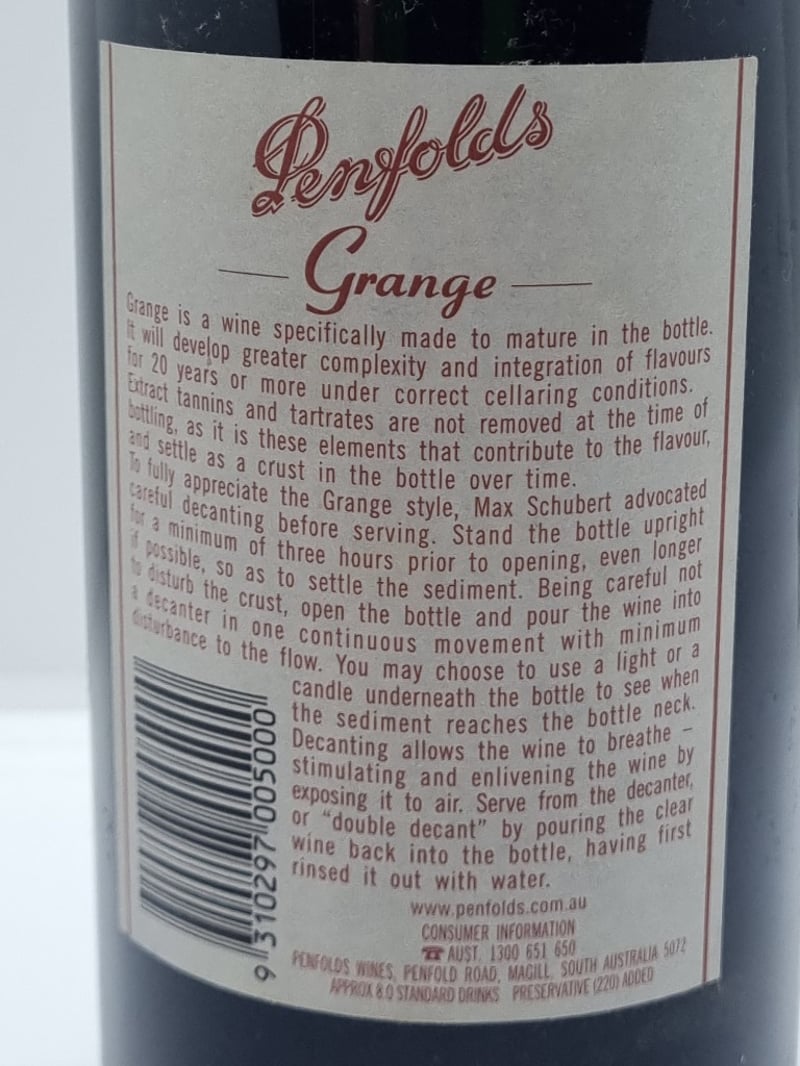 Penfolds
Grange
Grange is a wine specifically made to mature in the bottle.
It will develop greater complexity and integration of flavours
for 20 years or more under correct cellaring conditions.
Extract tannins and tartrates are not removed at the time of
bottling, as it is these elements that contribute to the flavour,
and settle as a crust in the bottle over time.
To fully appreciate the Grange style, Max Schubert advocated
careful decanting before serving. Stand the bottle upright
for a minimum of three hours prior to opening, even longer
if possible, so as to settle the sediment. Being careful not
to disturb the crust, open the bottle and pour the wine into
a decanter in one continuous movement with minimum
disturbance to the flow. You may choose to use a light or a
candle underneath the bottle to see when
the sediment reaches the bottle neck.
Decanting allows the wine to breathe –
stimulating and enlivening the wine by
exposing it to air. Serve from the decanter,
or “double decant” by pouring the clear
wine back into the bottle, having first
rinsed it out with water.
9 310297 005000
www.penfolds.com.au
CONSUMER INFORMATION
☎ AUST. 1300 651 650
PENFOLDS WINES, PENFOLD ROAD, MAGILL, SOUTH AUSTRALIA 5072
APPROX 8.0 STANDARD DRINKS PRESERVATIVE (220) ADDED